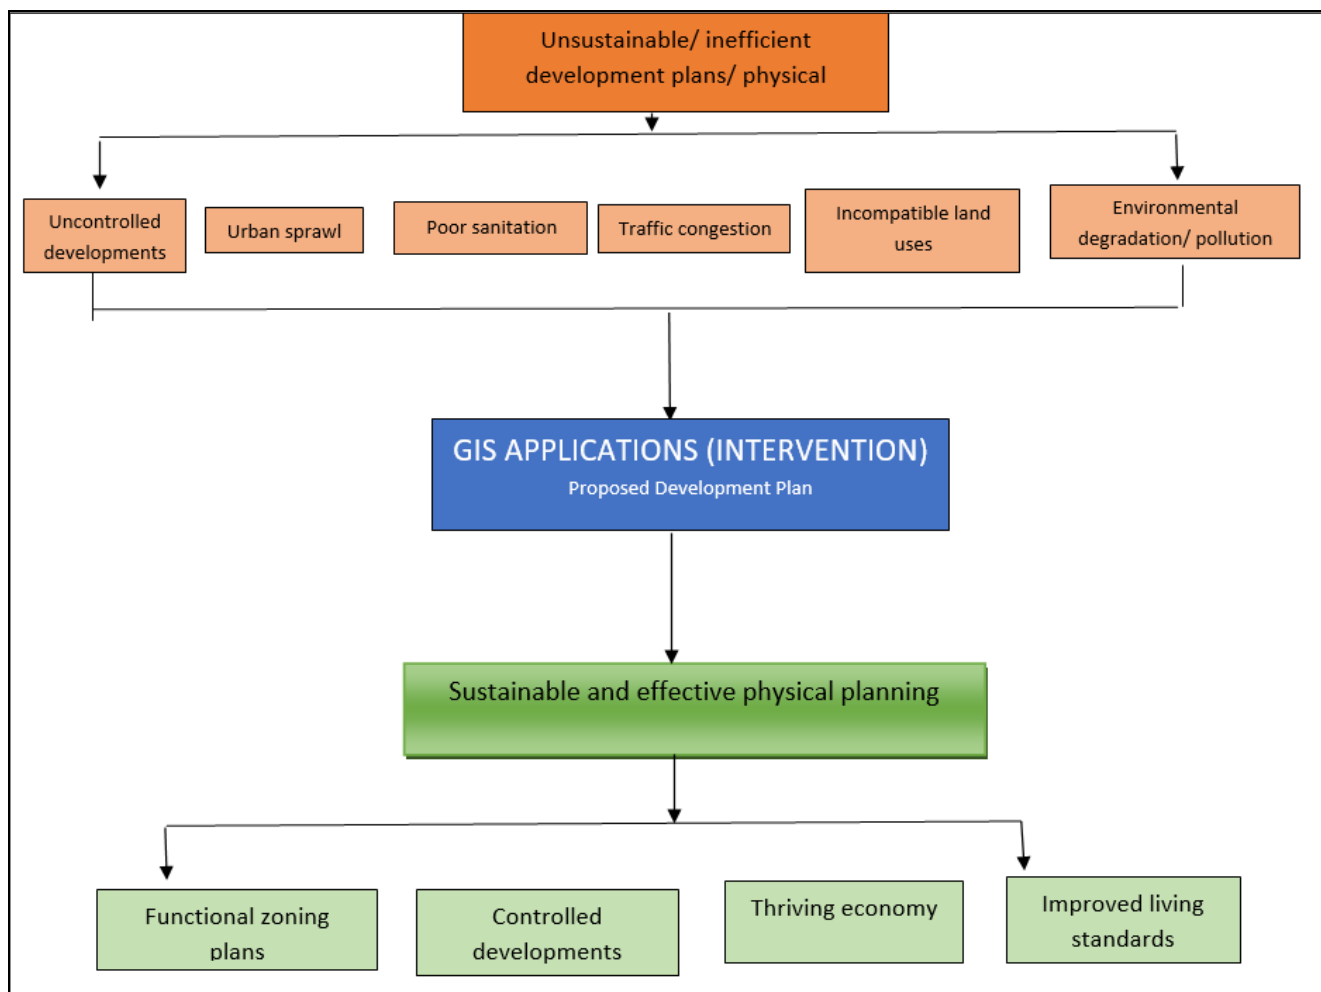 Unsustainable/ inefficient
development plans/ physical
Uncontrolled
developments
Urban sprawl
Poor sanitation
Traffic congestion
Incompatible land
uses
Environmental
degradation/ pollution
GIS APPLICATIONS (INTERVENTION)
Proposed Development Plan
Sustainable and effective physical planning
Functional zoning
plans
Controlled
developments
Thriving economy
Improved living
standards